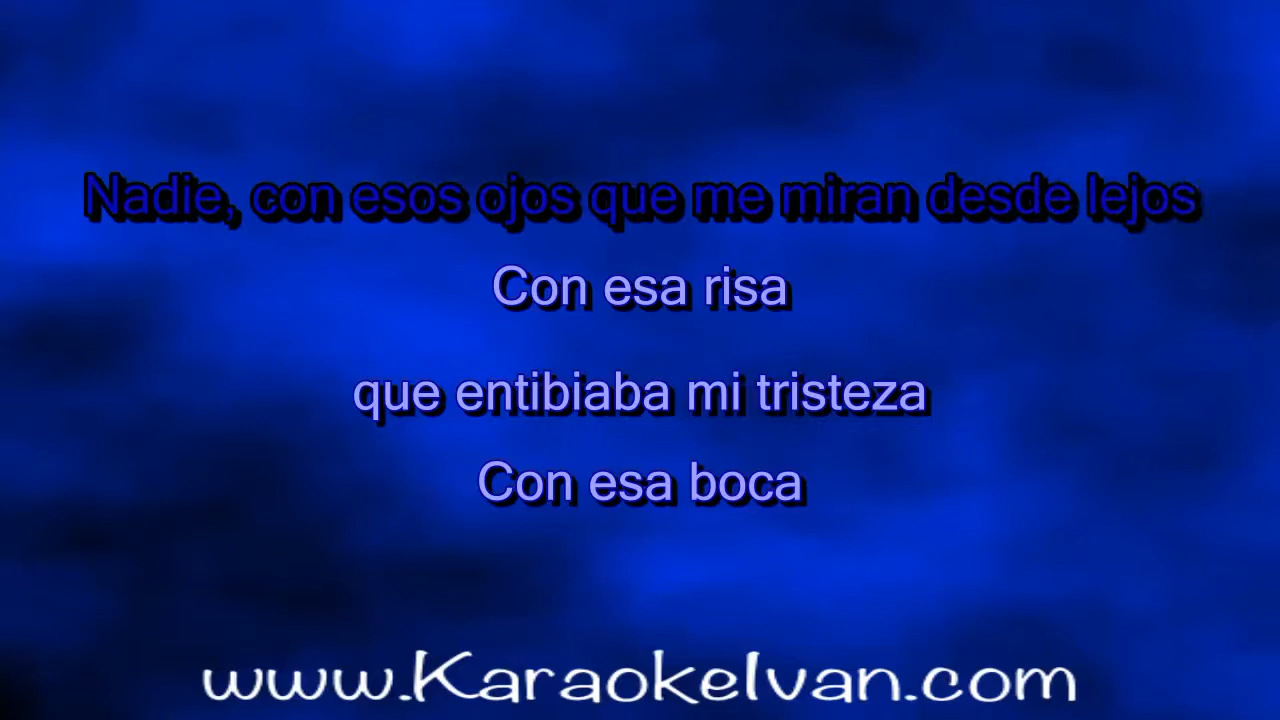 Nadie, con esos ojos que me miran desde lejos
Con esa risa
que entibiaba mi tristeza
Con esa boca
www.KaraokeIvan.com